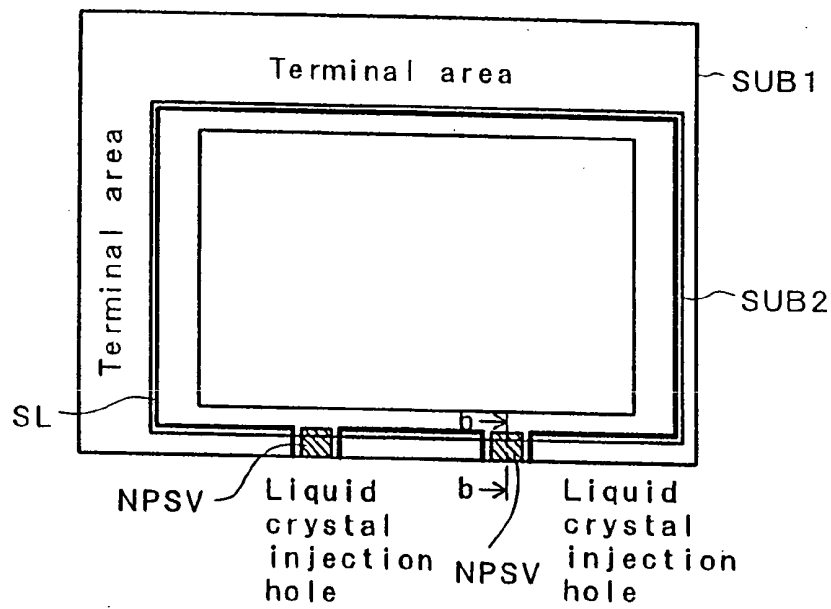 Terminal area
SUB1
Terminal area
SUB2
SL
b
b
NPSV
Liquid
crystal
injection
hole
NPSV
Liquid
crystal
injection
hole